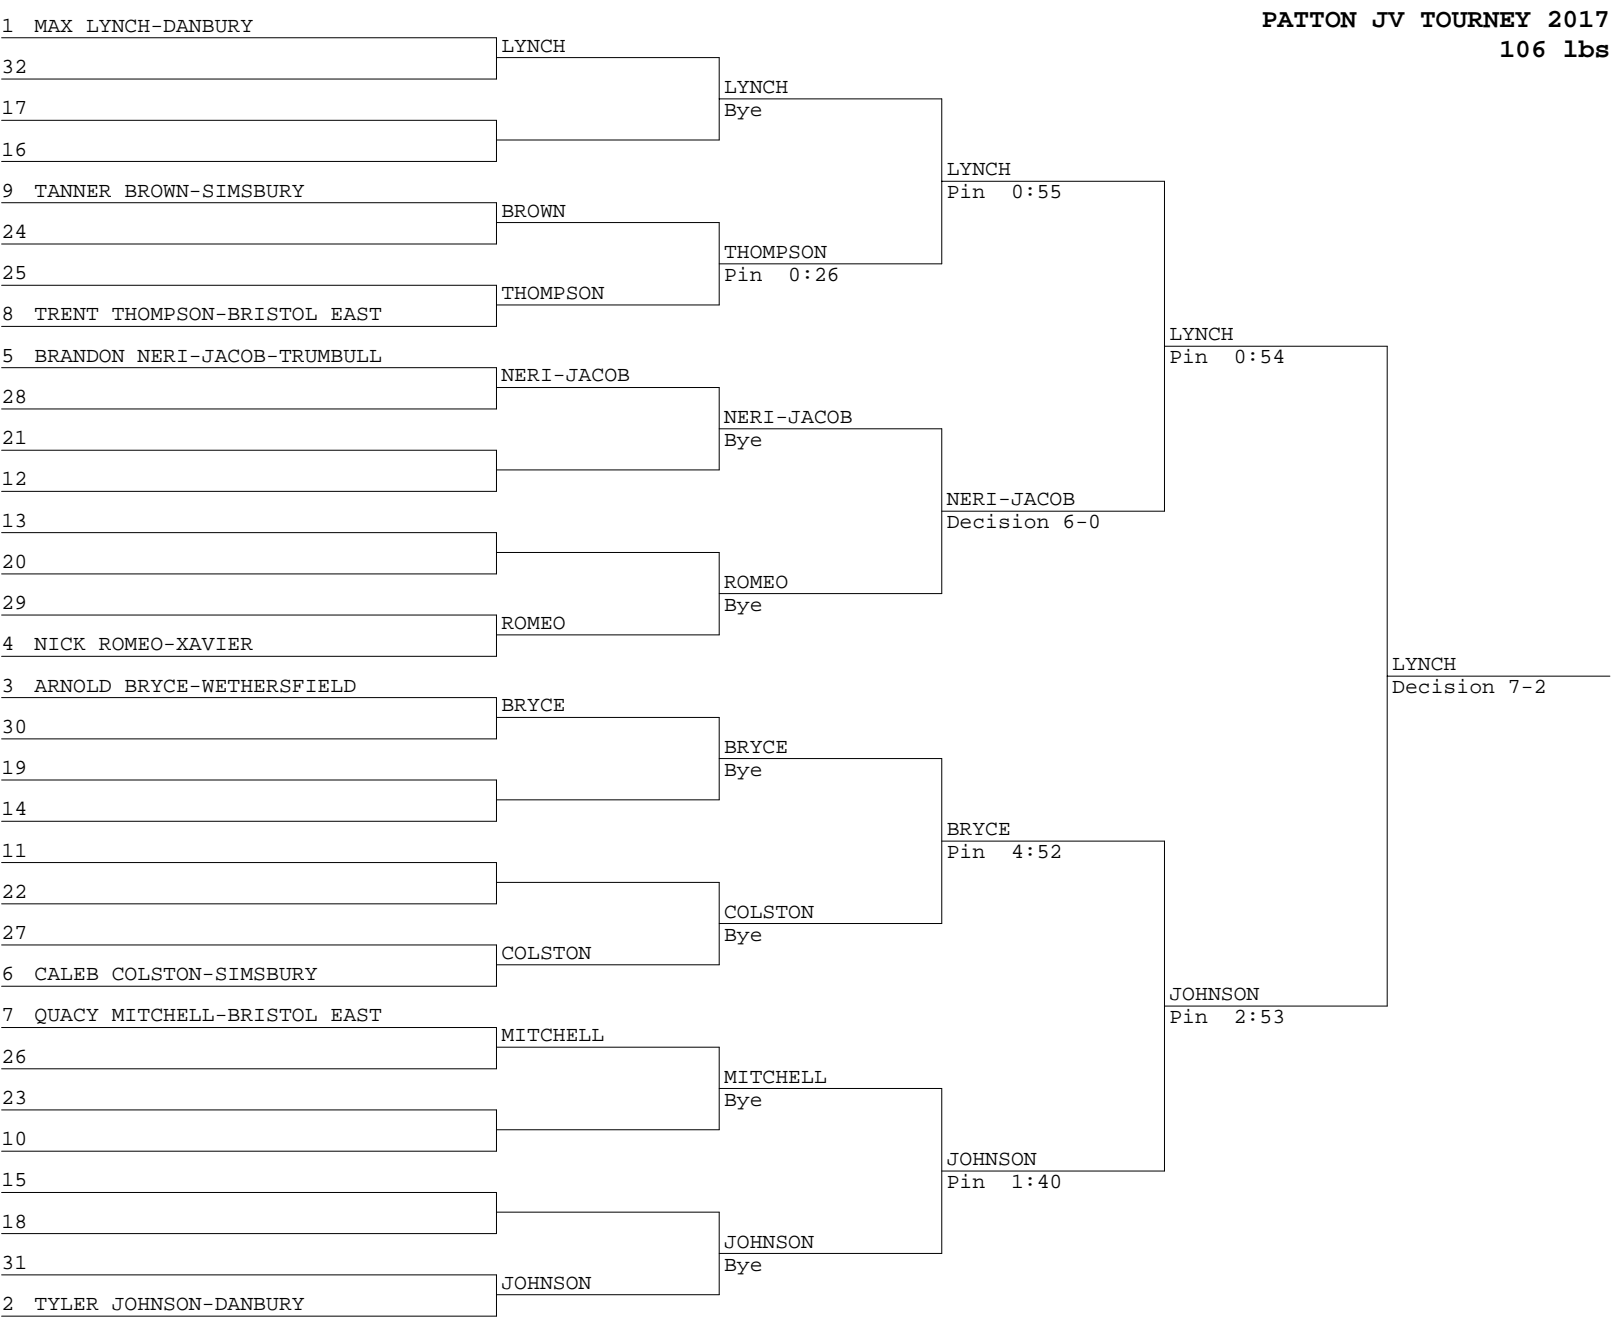 PATTON JV TOURNEY 2017
106 lbs
1 MAX LYNCH-DANBURY
32
17
16
9 TANNER BROWN-SIMSBURY
24
25
8 TRENT THOMPSON-BRISTOL EAST
5 BRANDON NERI-JACOB-TRUMBULL
28
21
12
13
20
29
4 NICK ROMEO-XAVIER
3 ARNOLD BRYCE-WETHERSFIELD
30
19
14
11
22
27
6 CALEB COLSTON-SIMSBURY
7 QUACY MITCHELL-BRISTOL EAST
26
23
10
15
18
31
2 TYLER JOHNSON-DANBURY
LYNCH
BROWN
THOMPSON
NERI-JACOB
ROMEO
BRYCE
COLSTON
MITCHELL
JOHNSON
LYNCH
Bye
THOMPSON
Pin 0:26
NERI-JACOB
Bye
ROMEO
Bye
BRYCE
Bye
COLSTON
Bye
MITCHELL
Bye
JOHNSON
Bye
LYNCH
Pin 0:55
NERI-JACOB
Decision 6-0
BRYCE
Pin 4:52
JOHNSON
Pin 1:40
LYNCH
Pin 0:54
JOHNSON
Pin 2:53
LYNCH
Decision 7-2